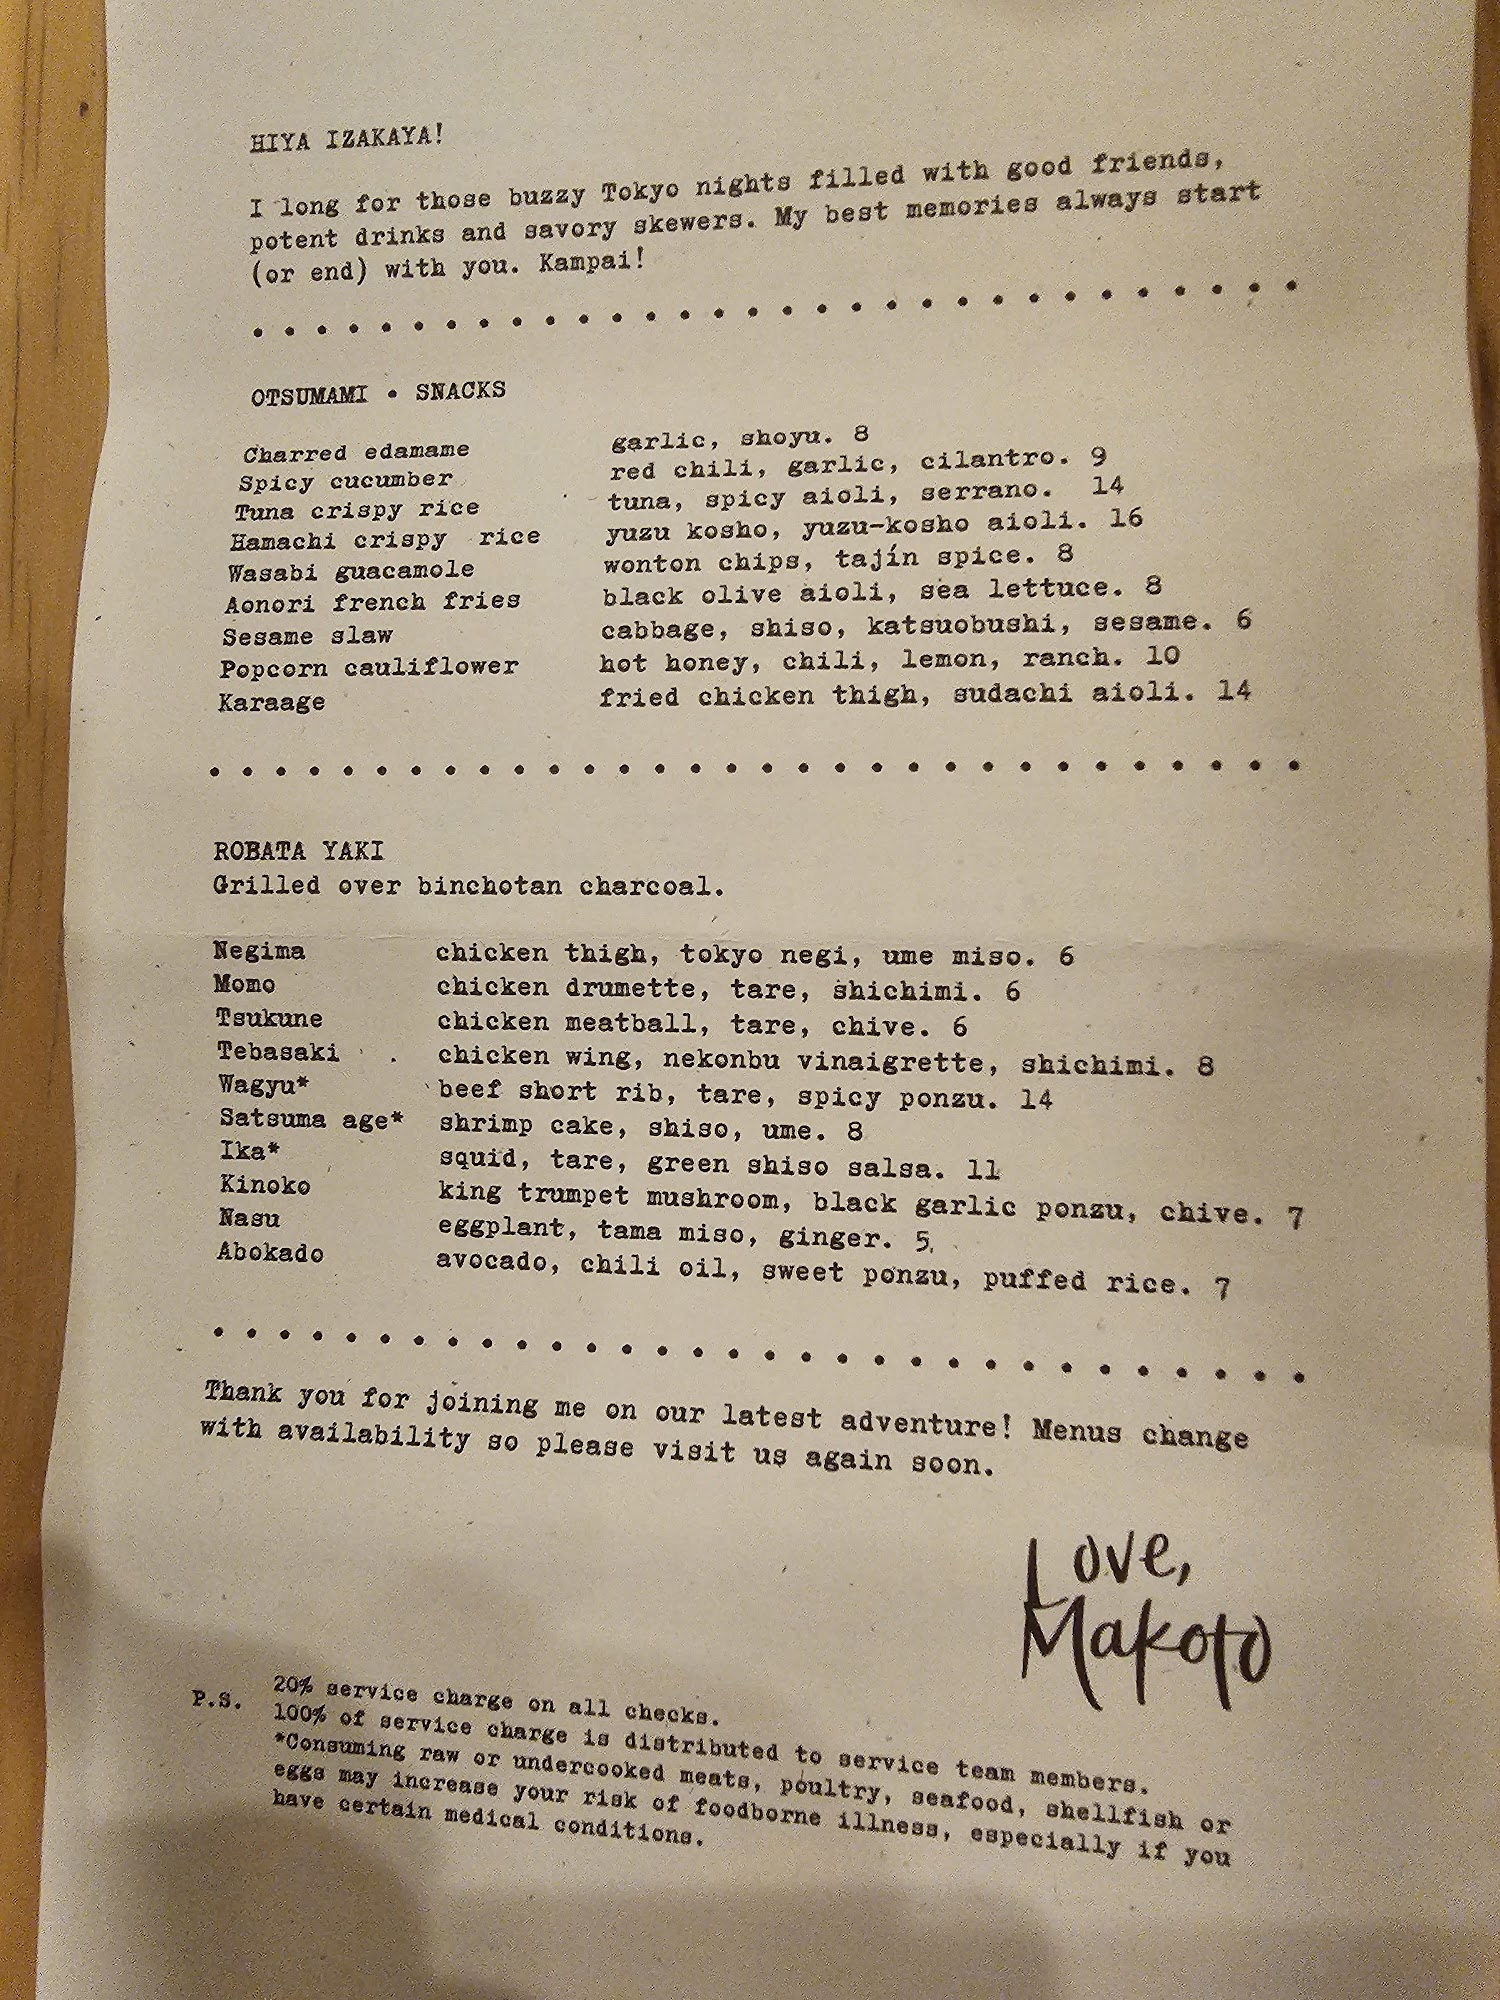 HIYA IZAKAYA!
I long for those buzzy Tokyo nights filled with good friends,
potent drinks and savory skewers. My best memories always start
(or end) with you. Kampai!
OTSUMAMI • SNACKS
Charred edamame garlic, shoyu. 8
Spicy cucumber red chili, garlic, cilantro. 9
Tuna crispy rice tuna, spicy aioli, serrano. 14
Hamachi crispy rice yuzu kosho, yuzu-kosho aioli. 16
Wasabi guacamole wonton chips, tajín spice. 8
Aonori french fries black olive aioli, sea lettuce. 8
Sesame slaw cabbage, shiso, katsuobushi, sesame. 6
Popcorn cauliflower hot honey, chili, lemon, ranch. 10
Karaage fried chicken thigh, sudachi aioli. 14
ROBATA YAKI
Grilled over binchotan charcoal.
Negima chicken thigh, tokyo negi, ume miso. 6
Momo chicken drumette, tare, shichimi. 6
Tsukune chicken meatball, tare, chive. 6
Tebasaki chicken wing, nekonbu vinaigrette, shichimi. 8
Wagyu* beef short rib, tare, spicy ponzu. 14
Satsuma age* shrimp cake, shiso, ume. 8
Ika* squid, tare, green shiso salsa. 11
Kinoko king trumpet mushroom, black garlic ponzu, chive. 7
Nasu eggplant, tama miso, ginger. 5
Abokado avocado, chili oil, sweet ponzu, puffed rice. 7
Thank you for joining me on our latest adventure! Menus change
with availability so please visit us again soon.
Love,
Makoto
P.S. 20% service charge on all checks.
100% of service charge is distributed to service team members.
*Consuming raw or undercooked meats, poultry, seafood, shellfish or
eggs may increase your risk of foodborne illness, especially if you
have certain medical conditions.